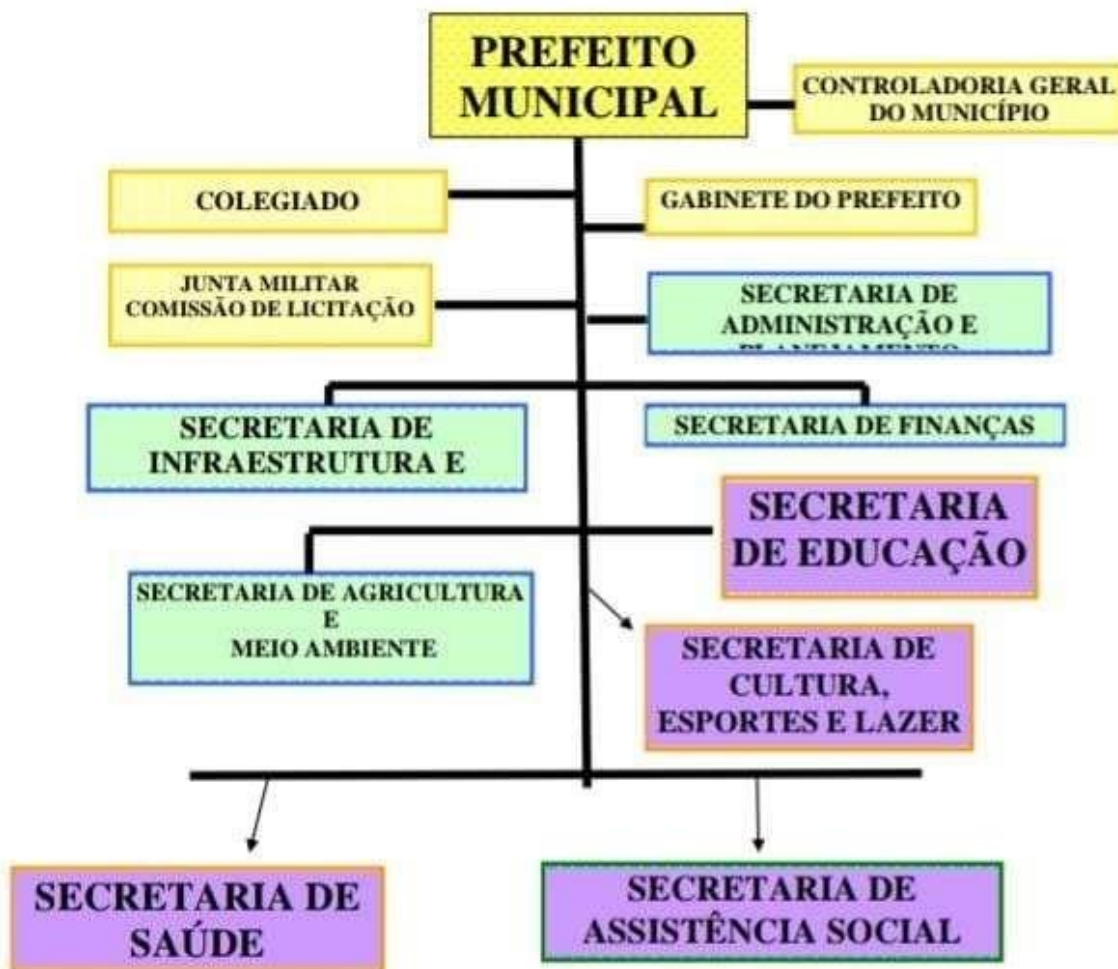 PREFEITO
MUNICIPAL
CONTROLADORIA GERAL
DO MUNICÍPIO
COLEGIADO
GABINETE DO PREFEITO
JUNTA MILITAR
COMISSÃO DE LICITAÇÃO
SECRETARIA DE
ADMINISTRAÇÃO E
PLANEJAMENTO
SECRETARIA DE
INFRAESTRUTURA E
SECRETARIA DE FINANÇAS
SECRETARIA
DE EDUCAÇÃO
SECRETARIA DE AGRICULTURA
E
MEIO AMBIENTE
SECRETARIA DE
CULTURA,
ESPORTES E LAZER
SECRETARIA DE
SAÚDE
SECRETARIA DE
ASSISTÊNCIA SOCIAL